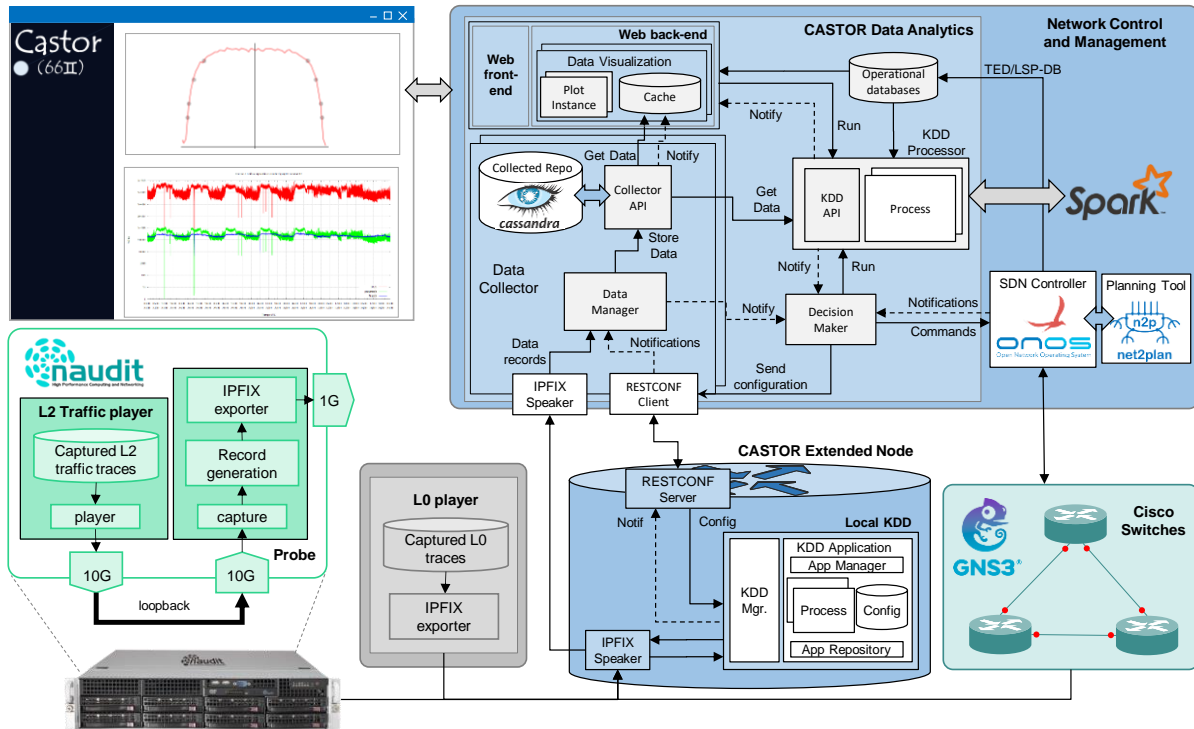 Castor
(66II)
Web back-end
Web
front-
end
Data Visualization
Plot
Instance
Cache
CASTOR Data Analytics
Operational
databases
Network Control
and Management
TED/LSP-DB
Notify
Run
KDD
Processor
Get Data
Notify
Collected Repo
cassandra
Collector
API
Get
Data
KDD
API
Process
Spark
Store
Data
Data
Collector
Data
Manager
Notify
Run
Notify
Decision
Maker
Notifications
Commands
SDN Controller
onos
Open Network Operating System
Planning Tool
n2p
net2plan
Data
records
Notifications
Send
configuration
IPFIX
Speaker
RESTCONF
Client
naudit
High Performance Computing and Networking
L2 Traffic player
Captured L2
traffic traces
player
IPFIX
exporter
Record
generation
capture
1G
Probe
10G
10G
loopback
naudit
L0 player
Captured L0
traces
IPFIX
exporter
CASTOR Extended Node
RESTCONF
Server
Notif
Config
Local KDD
KDD
Mgr.
KDD Application
App Manager
Process
Config
App Repository
IPFIX
Speaker
GNS3
Cisco
Switches